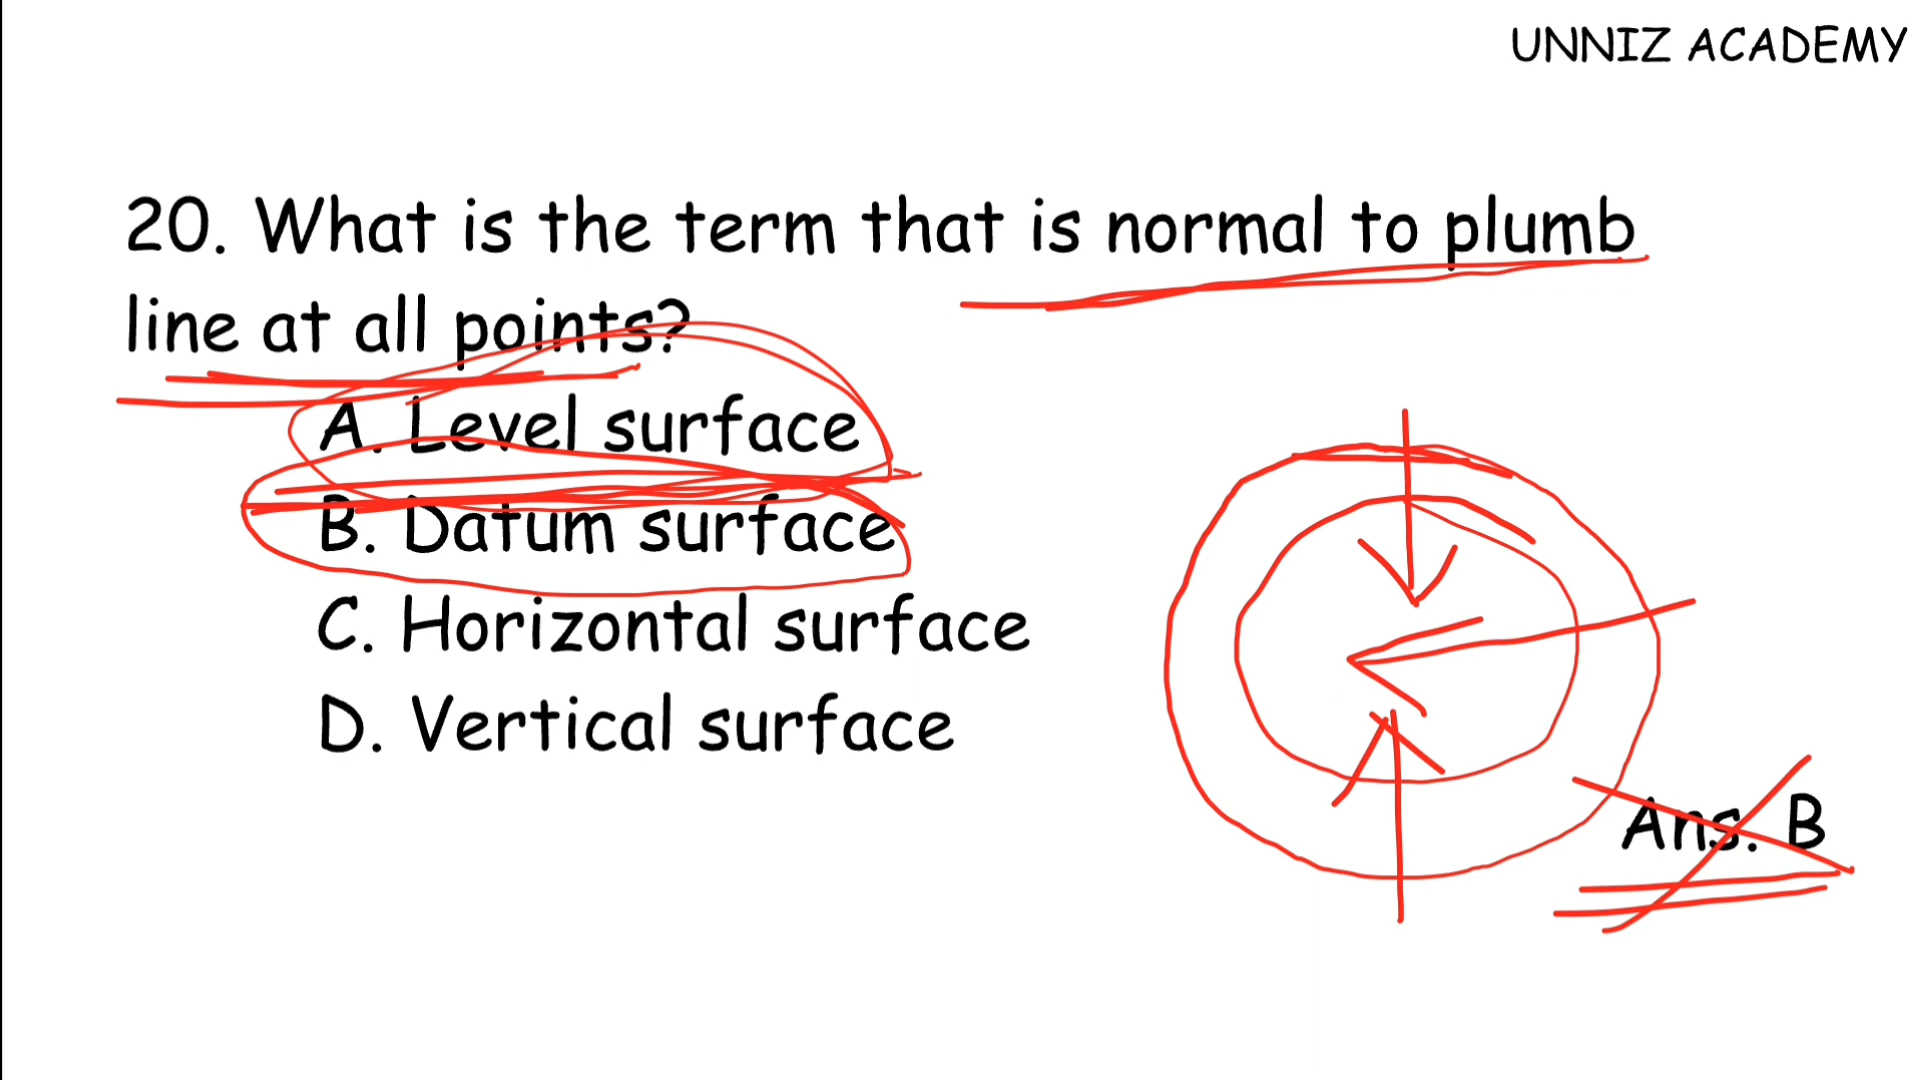 UNNIZ ACADEMY
20. What is the term that is normal to plumb
line at all points?
A. Level surface
B. Datum surface
C. Horizontal surface
D. Vertical surface
Ans. B